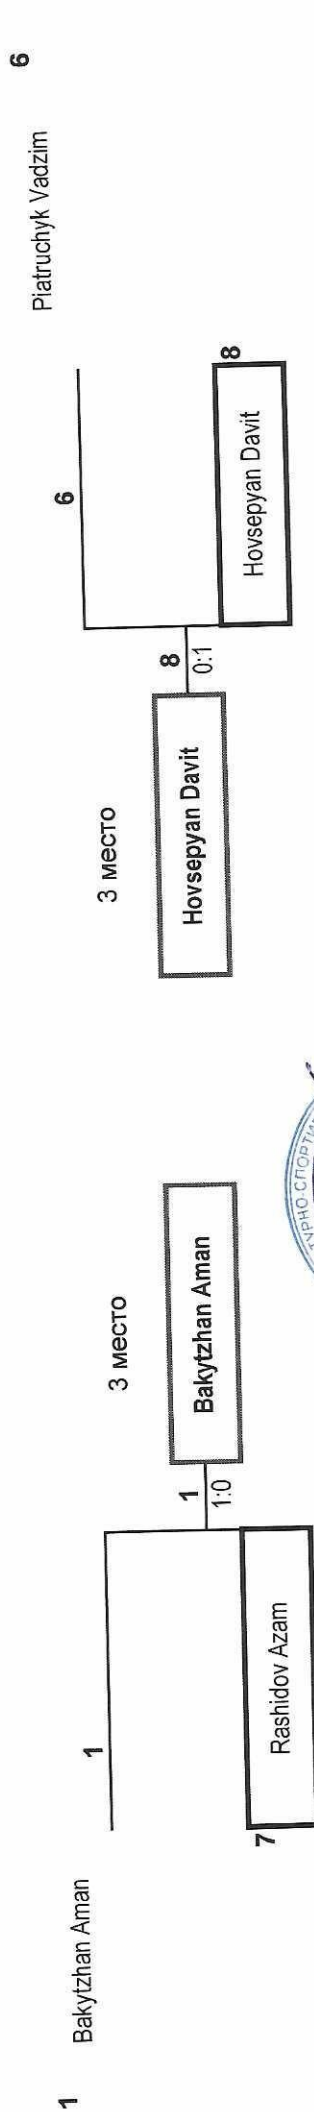 1 Bakytzhan Aman
1
7
Rashidov Azam
1
1:0
3 место
Bakytzhan Aman
3 место
Hovsepyan Davit
8
0:1
6
Hovsepyan Davit
8
Piatruchyk Vadzim 6